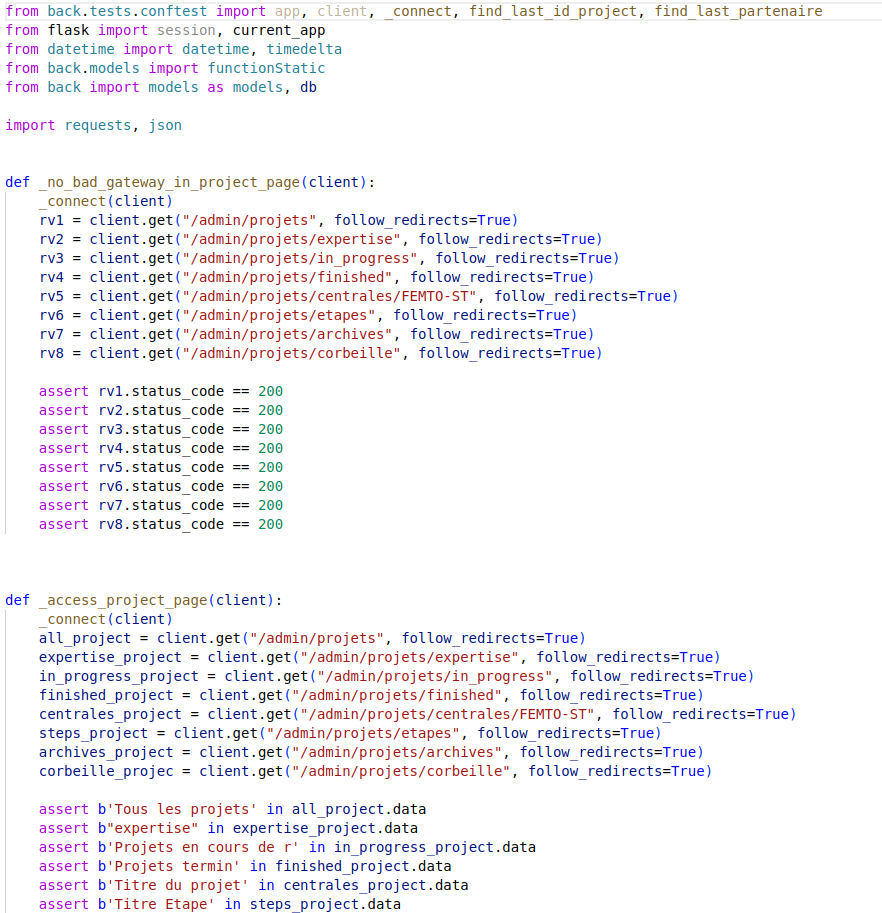 from back.tests.conftest import app, client, _connect, find_last_id_project, find_last_partenaire
from flask import session, current_app
from datetime import datetime, timedelta
from back.models import functionStatic
from back import models as models, db
import requests, json
def _no_bad_gateway_in_project_page(client):
_connect(client)
rv1 = client.get("/admin/projets", follow_redirects=True)
rv2 = client.get("/admin/projets/expertise", follow_redirects=True)
rv3 = client.get("/admin/projets/in_progress", follow_redirects=True)
rv4 = client.get("/admin/projets/finished", follow_redirects=True)
rv5 = client.get("/admin/projets/centrales/FEMTO-ST", follow_redirects=True)
rv6 = client.get("/admin/projets/etapes", follow_redirects=True)
rv7 = client.get("/admin/projets/archives", follow_redirects=True)
rv8 = client.get("/admin/projets/corbeille", follow_redirects=True)
assert rv1.status_code == 200
assert rv2.status_code == 200
assert rv3.status_code == 200
assert rv4.status_code == 200
assert rv5.status_code == 200
assert rv6.status_code == 200
assert rv7.status_code == 200
assert rv8.status_code == 200
def _access_project_page(client):
_connect(client)
all_project = client.get("/admin/projets", follow_redirects=True)
expertise_project = client.get("/admin/projets/expertise", follow_redirects=True)
in_progress_project = client.get("/admin/projets/in_progress", follow_redirects=True)
finished_project = client.get("/admin/projets/finished", follow_redirects=True)
centrales_project = client.get("/admin/projets/centrales/FEMTO-ST", follow_redirects=True)
steps_project = client.get("/admin/projets/etapes", follow_redirects=True)
archives_project = client.get("/admin/projets/archives", follow_redirects=True)
corbeille_projec = client.get("/admin/projets/corbeille", follow_redirects=True)
assert b'Tous les projets' in all_project.data
assert b"expertise" in expertise_project.data
assert b'Projets en cours de r' in in_progress_project.data
assert b'Projets termin' in finished_project.data
assert b'Titre du projet' in centrales_project.data
assert b'Titre Etape' in steps_project.data